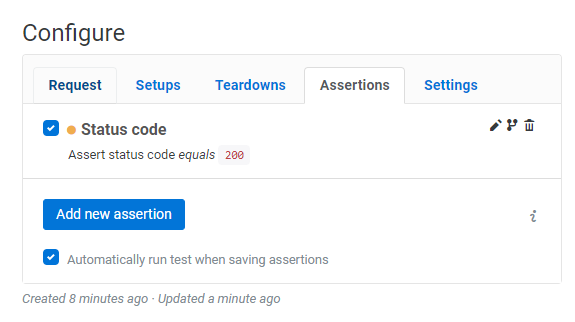 Configure
Request Setups Teardowns Assertions Settings
Status code
Assert status code equals 200
Add new assertion
i
Automatically run test when saving assertions
Created 8 minutes ago · Updated a minute ago